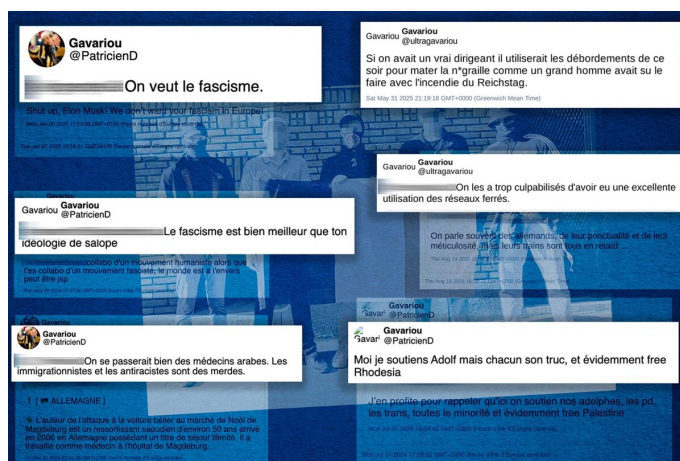 Gavariou
@PatricienD
On veut le fascisme.
Shut up, Elon Musk! We don't want your fascism in Europe!
Gavariou Gavariou
@ultragavariou
Si on avait un vrai dirigeant il utiliserait les débordements de ce
soir pour mater la n*graille comme un grand homme avait su le
faire avec l'incendie du Reichstag.
Sat May 31 2025 21:19:18 GMT+0000 (Greenwich Mean Time)
Gavariou Gavariou
@ultragavariou
On les a trop culpabilisés d'avoir eu une excellente
utilisation des réseaux ferrés.
On parle souvent des allemands, de leur ponctualité et de leur
méticulosité, mais leurs trains sont tous en retard ...
Gavariou Gavariou
@PatricienD
Le fascisme est bien meilleur que ton
idéologie de salope
collabo d'un mouvement humaniste alors que
t'es collabo d'un mouvement fasciste, le monde est à l'envers
peut être jsp
Gavariou
@PatricienD
On se passerait bien des médecins arabes. Les
immigrationnistes et les antiracistes sont des merdes.
ALLEMAGNE ]
L'auteur de l'attaque à la voiture bélier au marché de Noël de
Magdeburg est un ressortissant saoudien d'environ 50 ans arrivé
en 2006 en Allemagne possédant un titre de séjour illimité. Il a
travaillé comme médecin à l'hôpital de Magdeburg.
Gavariou
@PatricienD
Gavariou
@PatricienD
Moi je soutiens Adolf mais chacun son truc, et évidemment free
Rhodesia
J'en profite pour rappeler qu'ici on soutien nos adelphes, les pd,
les trans, toutes le minorité et évidemment free Palestine